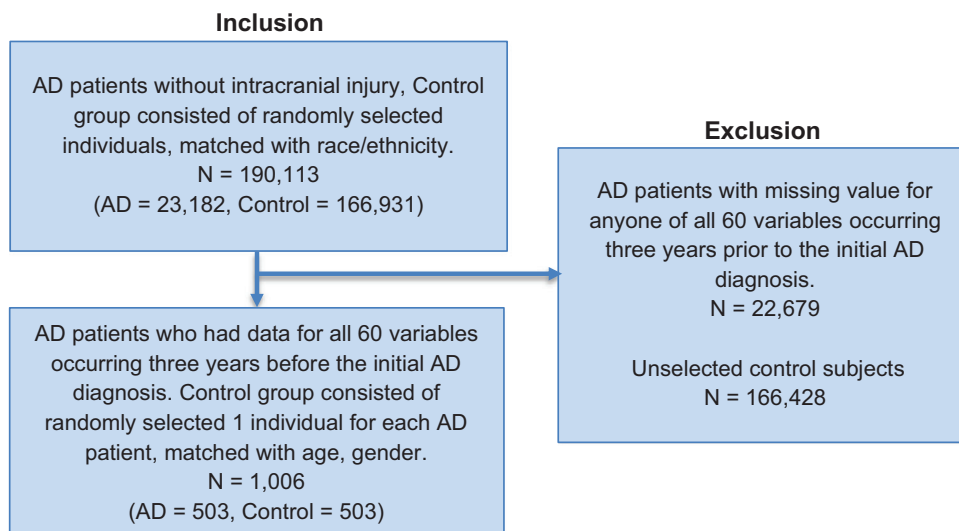 Inclusion
AD patients without intracranial injury, Control
group consisted of randomly selected
individuals, matched with race/ethnicity.
N = 190,113
(AD = 23,182, Control = 166,931)
Exclusion
AD patients with missing value for
anyone of all 60 variables occurring
three years prior to the initial AD
diagnosis.
N = 22,679
Unselected control subjects
N = 166,428
AD patients who had data for all 60 variables
occurring three years before the initial AD
diagnosis. Control group consisted of
randomly selected 1 individual for each AD
patient, matched with age, gender.
N = 1,006
(AD = 503, Control = 503)